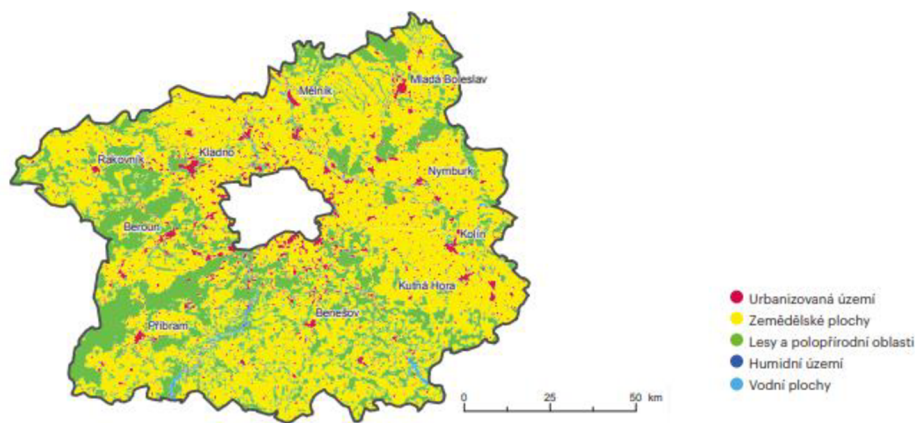 Mladá Boleslav
Mělník
Kladno
Rakovník
Nymburk
Beroun
Kolín
Kutná Hora
Benešov
Příbram
Urbanizovaná území
Zemědělské plochy
Lesy a polopřírodní oblasti
Humidní území
Vodní plochy
0 25 50 km